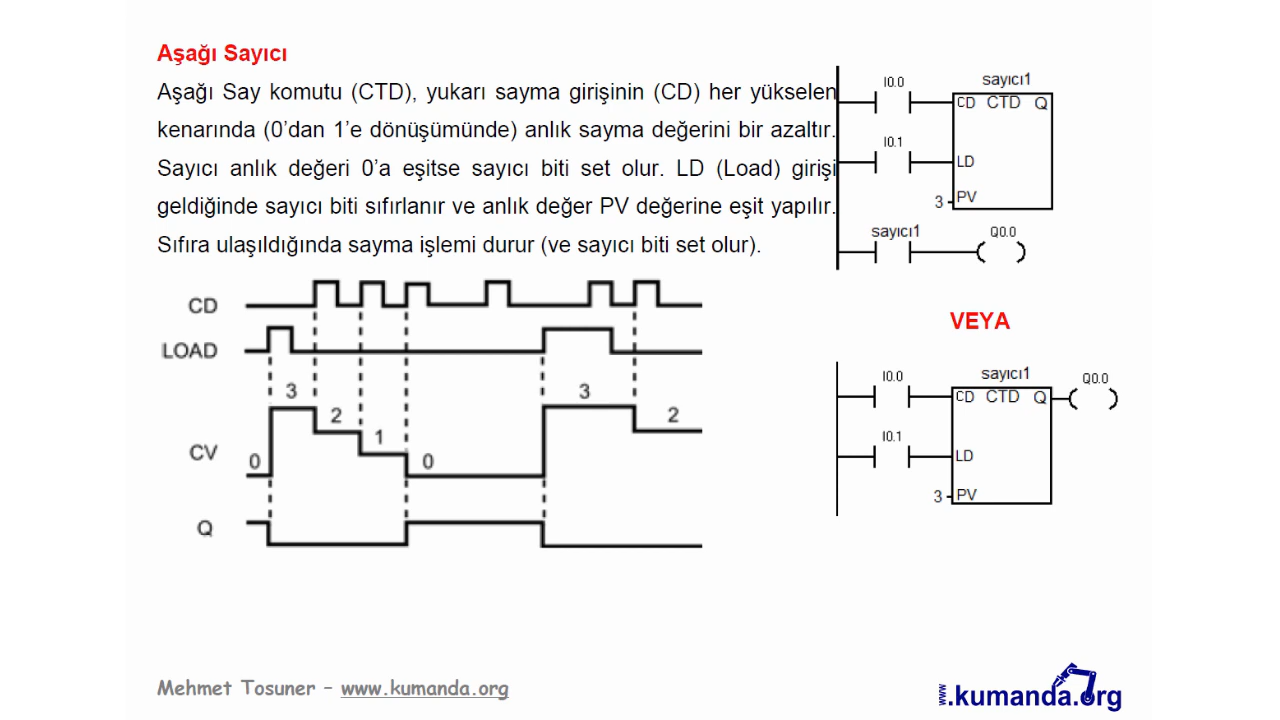 Aşağı Sayıcı
Aşağı Say komutu (CTD), yukarı sayma girişinin (CD) her yükselen
kenarında (0’dan 1’e dönüşümünde) anlık sayma değerini bir azaltır.
Sayıcı anlık değeri 0’a eşitse sayıcı biti set olur. LD (Load) girişi
geldiğinde sayıcı biti sıfırlanır ve anlık değer PV değerine eşit yapılır.
Sıfıra ulaşıldığında sayma işlemi durur (ve sayıcı biti set olur).
I0.0
sayıcı1
CD CTD Q
I0.1
LD
3 PV
sayıcı1
Q0.0
VEYA
I0.0
sayıcı1
Q0.0
CD CTD Q
I0.1
LD
3 PV
CD
LOAD
3
3
2
2
1
CV
0
0
Q
Mehmet Tosuner – www.kumanda.org
www.kumanda.org